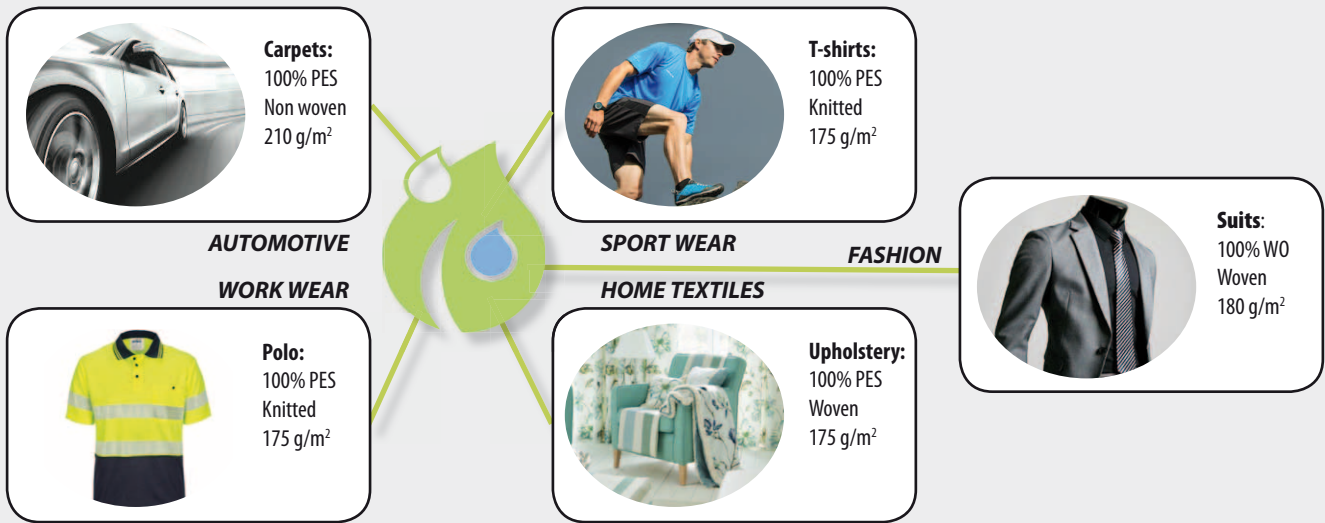 Carpets:
100% PES
Non woven
210 g/m²
AUTOMOTIVE
T-shirts:
100% PES
Knitted
175 g/m²
SPORT WEAR
FASHION
Suits:
100% WO
Woven
180 g/m²
WORK WEAR
Polo:
100% PES
Knitted
175 g/m²
HOME TEXTILES
Upholstery:
100% PES
Woven
175 g/m²